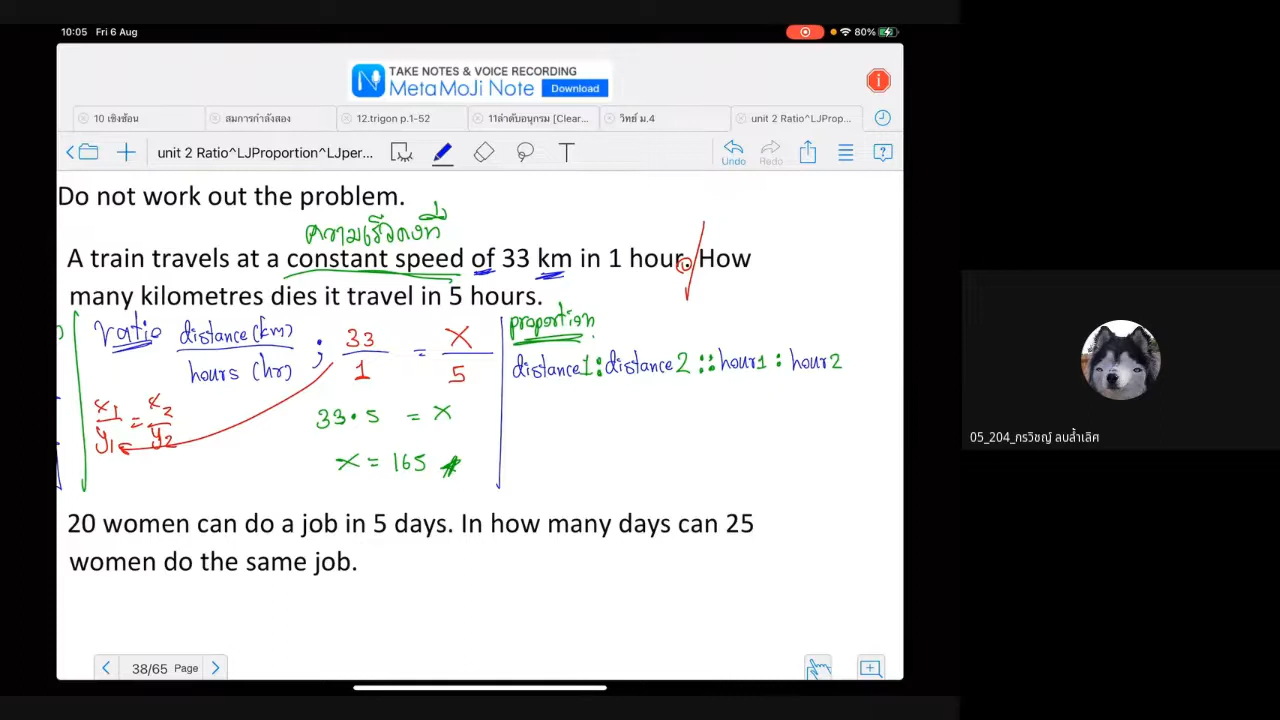 10:05 Fri 6 Aug
80%
TAKE NOTES & VOICE RECORDING
MetaMoJi Note Download
10 เชิงซ้อน
สมการกำลังสอง
12.trigon p.1-52
11ลำดับอนุกรม [Clear...
วิทย์ ม.4
unit 2 Ratio^LJProp...
unit 2 Ratio^LJProportion^LJper...
T
Undo
Redo
Do not work out the problem.
ความเร็วคงที่
A train travels at a constant speed of 33 km in 1 hour. How
many kilometres dies it travel in 5 hours.
ratio distance(km) / hours (hr) ; 33/1 = x/5
proportion
distance1:distance2::hour1:hour2
x1/y1 = x2/y2
33·5 = x
x = 165
20 women can do a job in 5 days. In how many days can 25
women do the same job.
38/65 Page
05_204_กรวิชญ์ ลบล้ำเลิศ